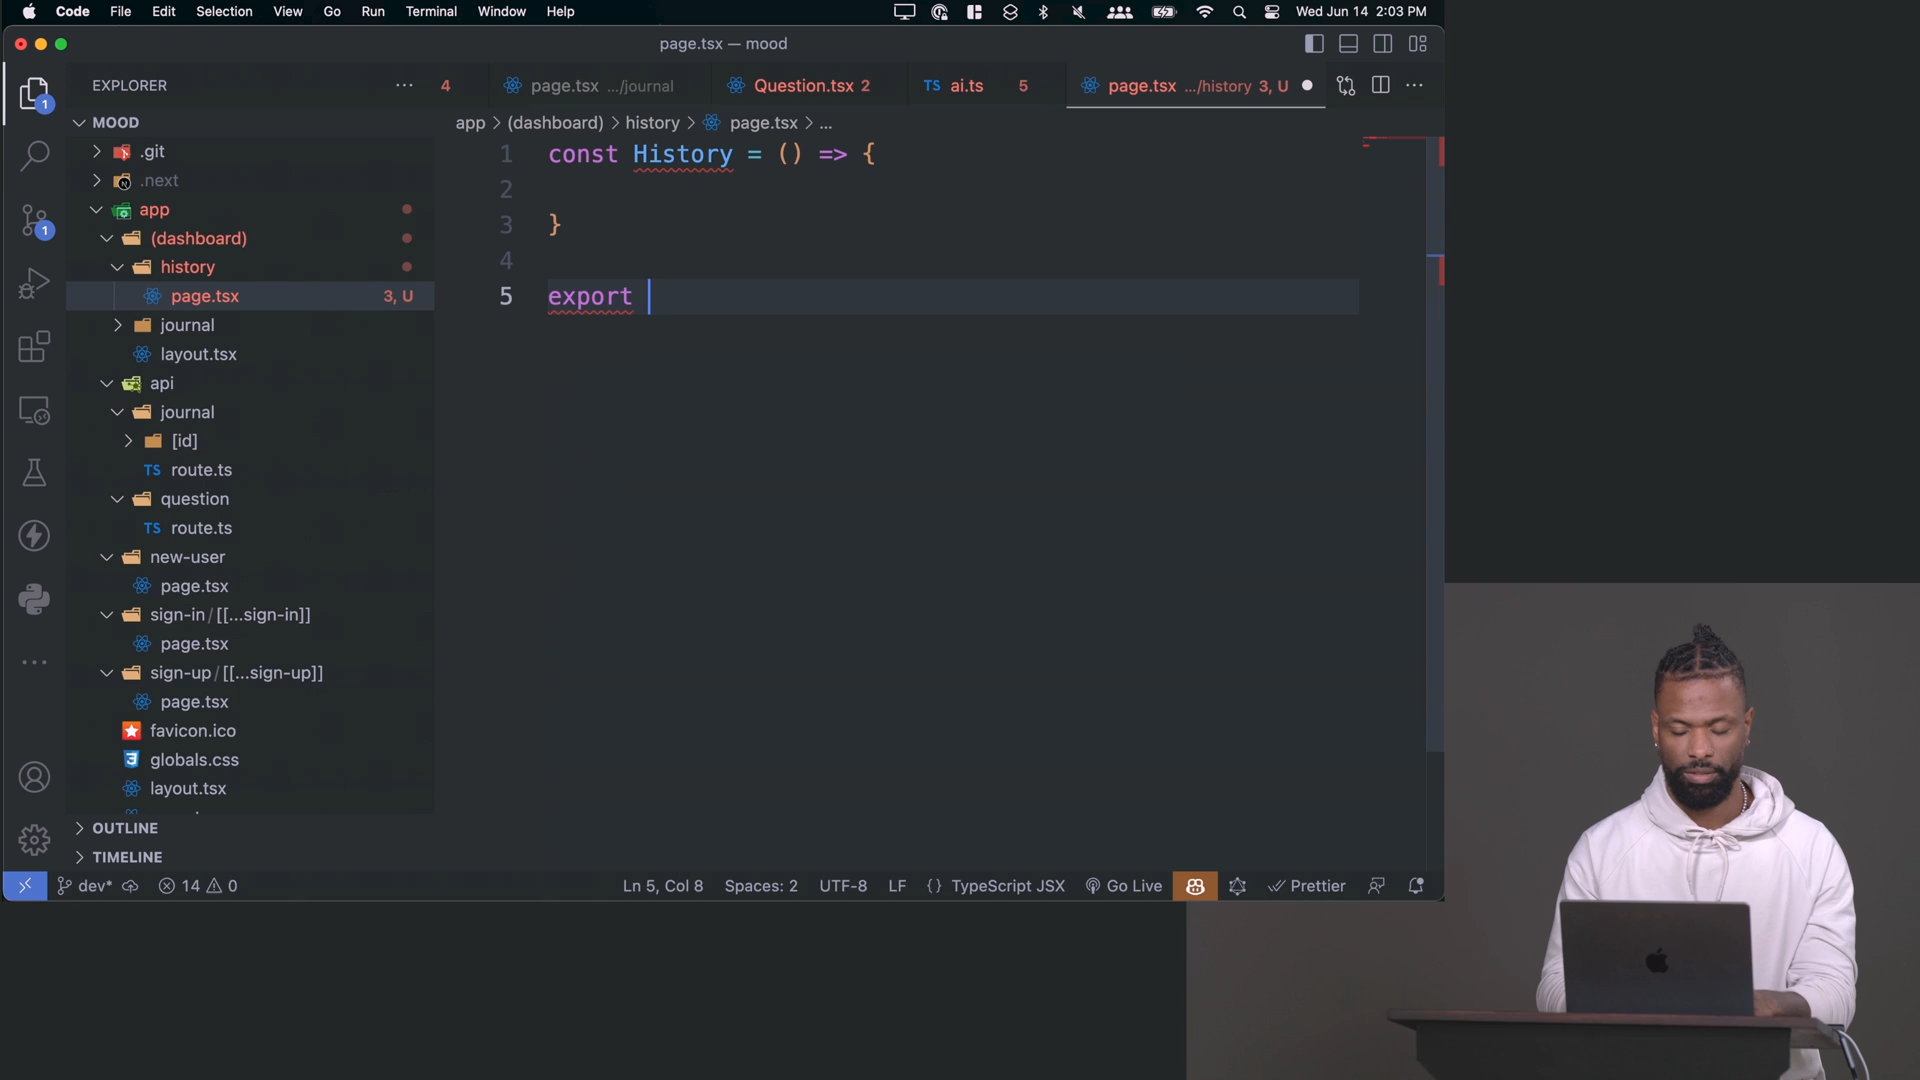 Code File Edit Selection View Go Run Terminal Window Help Wed Jun 14 2:03 PM
page.tsx — mood
EXPLORER
4 page.tsx .../journal Question.tsx 2 TS ai.ts 5 page.tsx .../history 3, U
1
app > (dashboard) > history > page.tsx > ...
MOOD
.git
.next
app
(dashboard)
history
page.tsx 3, U
journal
layout.tsx
api
journal
[id]
TS route.ts
question
TS route.ts
new-user
page.tsx
sign-in/[[...sign-in]]
page.tsx
sign-up/[[...sign-up]]
page.tsx
favicon.ico
globals.css
layout.tsx
OUTLINE
TIMELINE
1
1 const History = () => {
2
3 }
4
5 export
dev* 14 0 Ln 5, Col 8 Spaces: 2 UTF-8 LF {} TypeScript JSX Go Live Prettier